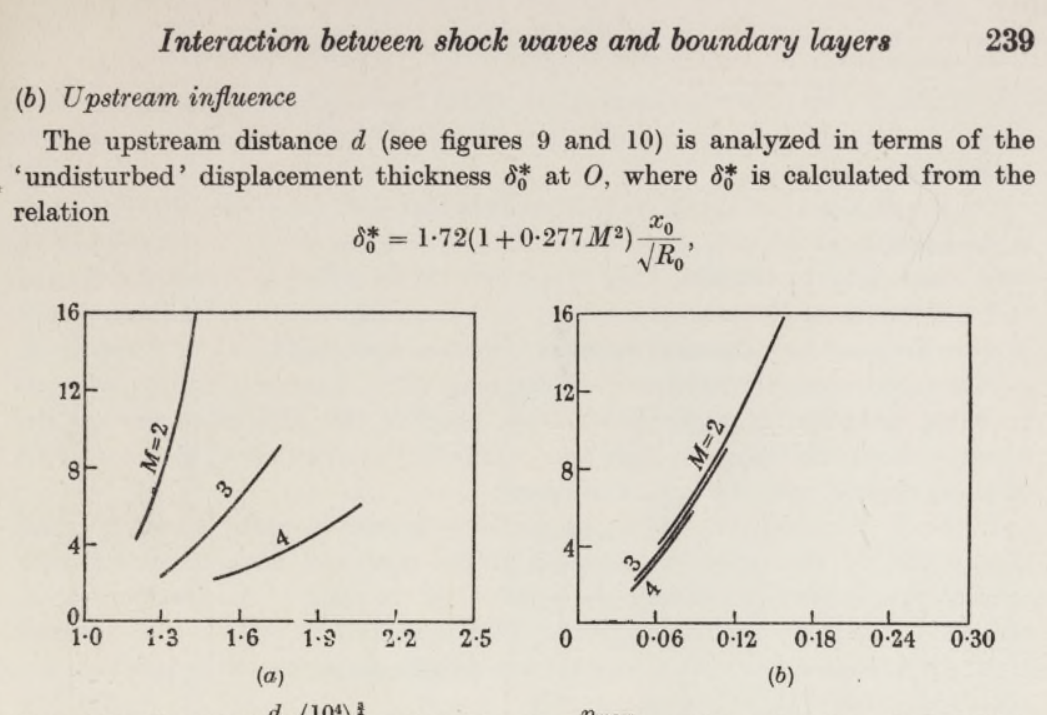 Interaction between shock waves and boundary layers 239
(b) Upstream influence
The upstream distance d (see figures 9 and 10) is analyzed in terms of the
‘undisturbed’ displacement thickness δ₀* at O, where δ₀* is calculated from the
relation
δ₀* = 1·72(1+0·277M²) x₀/√R₀,
16 16
12 12
M=2 M=2
8 8
3
4 4 4
3
4
0
1·0 1·3 1·6 1·9 2·2 2·5 0 0·06 0·12 0·18 0·24 0·30
(a) (b)